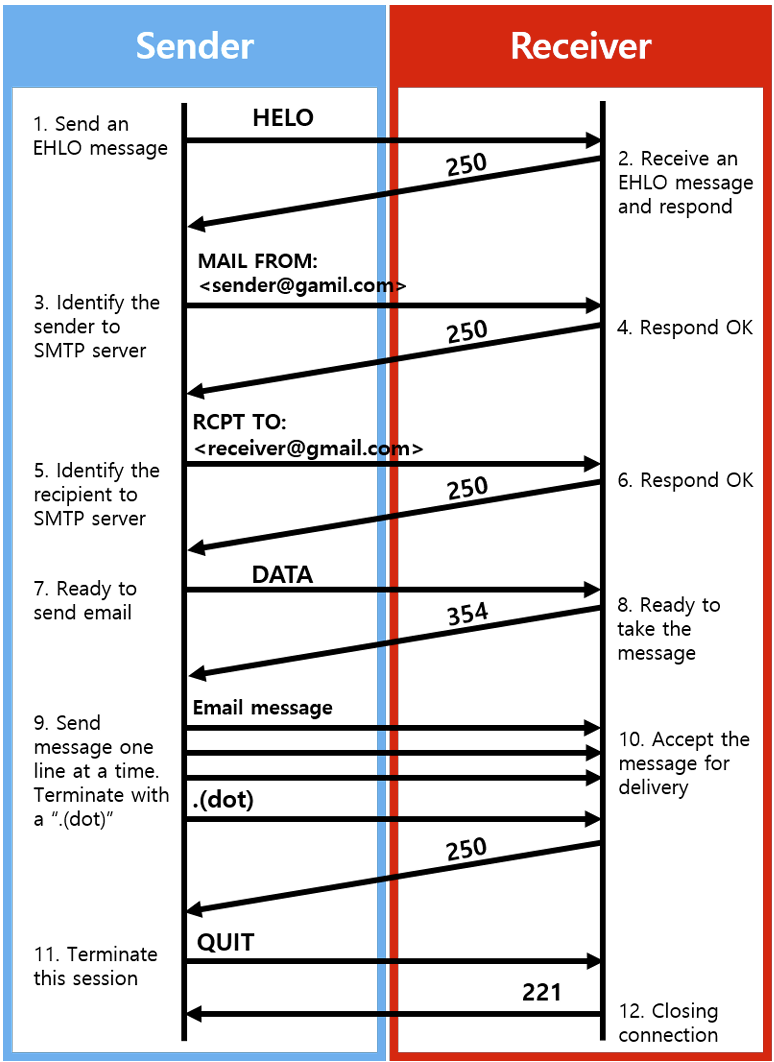 Sender
Receiver
HELO
1. Send an
EHLO message
250
2. Receive an
EHLO message
and respond
MAIL FROM:
<sender@gamil.com>
3. Identify the
sender to
SMTP server
250
4. Respond OK
RCPT TO:
<receiver@gmail.com>
5. Identify the
recipient to
SMTP server
250
6. Respond OK
7. Ready to
send email
DATA
354
8. Ready to
take the
message
Email message
9. Send
message one
line at a time.
Terminate with
a “.(dot)”
.(dot)
10. Accept the
message for
delivery
250
QUIT
11. Terminate
this session
221
12. Closing
connection